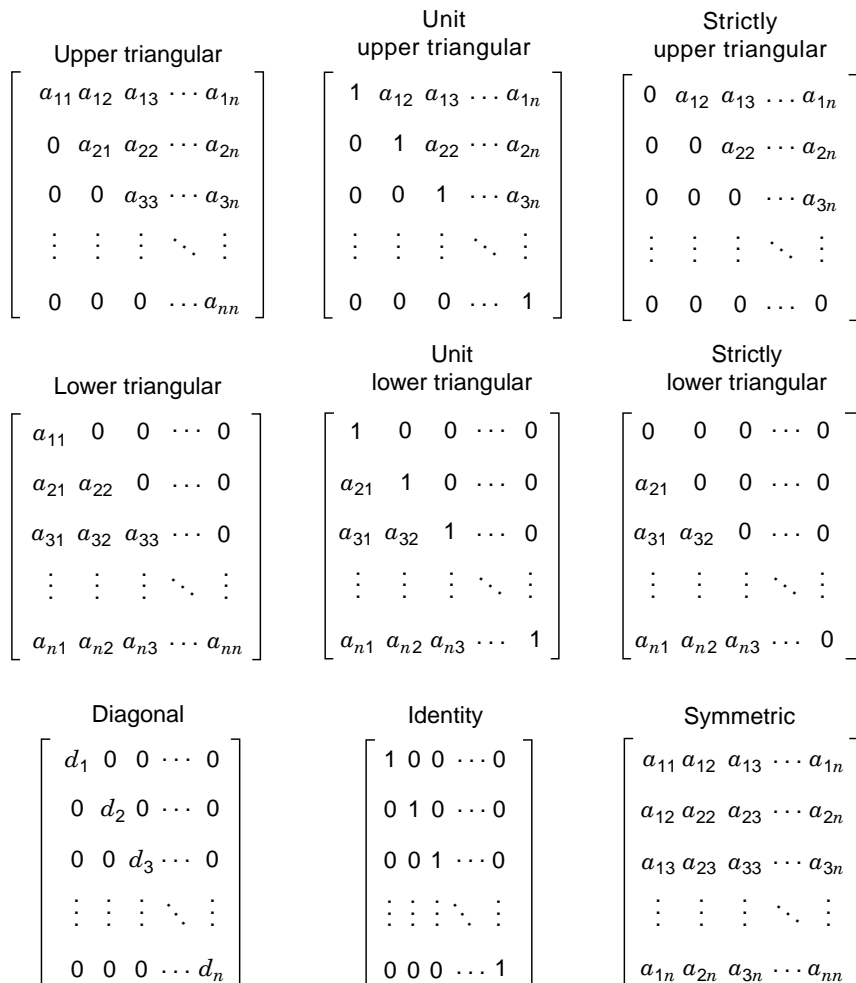 Upper triangular
Unit
upper triangular
Strictly
upper triangular
a11 a12 a13 ··· a1n
0 a21 a22 ··· a2n
0 0 a33 ··· a3n
⋮ ⋮ ⋮ ⋱ ⋮
0 0 0 ... ann
1 a12 a13 ... a1n
0 1 a22 ··· a2n
0 0 1 ... a3n
⋮ ⋮ ⋮ ⋱ ⋮
0 0 0 ... 1
0 a12 a13 ... a1n
0 0 a22 ··· a2n
0 0 0 ··· a3n
⋮ ⋮ ⋮ ⋱ ⋮
0 0 0 ... 0
Lower triangular
Unit
lower triangular
Strictly
lower triangular
a11 0 0 ··· 0
a21 a22 0 ... 0
a31 a32 a33 ··· 0
⋮ ⋮ ⋮ ⋱ ⋮
an1 an2 an3 ... ann
1 0 0 ··· 0
a21 1 0 ... 0
a31 a32 1 ... 0
⋮ ⋮ ⋮ ⋱ ⋮
an1 an2 an3 ... 1
0 0 0 ··· 0
a21 0 0 ... 0
a31 a32 0 ... 0
⋮ ⋮ ⋮ ⋱ ⋮
an1 an2 an3 ... 0
Diagonal
Identity
Symmetric
d1 0 0 ··· 0
0 d2 0 ... 0
0 0 d3 ··· 0
⋮ ⋮ ⋮ ⋱ ⋮
0 0 0 ... dn
1 0 0 ··· 0
0 1 0 ... 0
0 0 1 ... 0
⋮ ⋮ ⋮ ⋱ ⋮
0 0 0 ... 1
a11 a12 a13 ··· a1n
a12 a22 a23 ... a2n
a13 a23 a33 ··· a3n
⋮ ⋮ ⋮ ⋱ ⋮
a1n a2n a3n ... ann